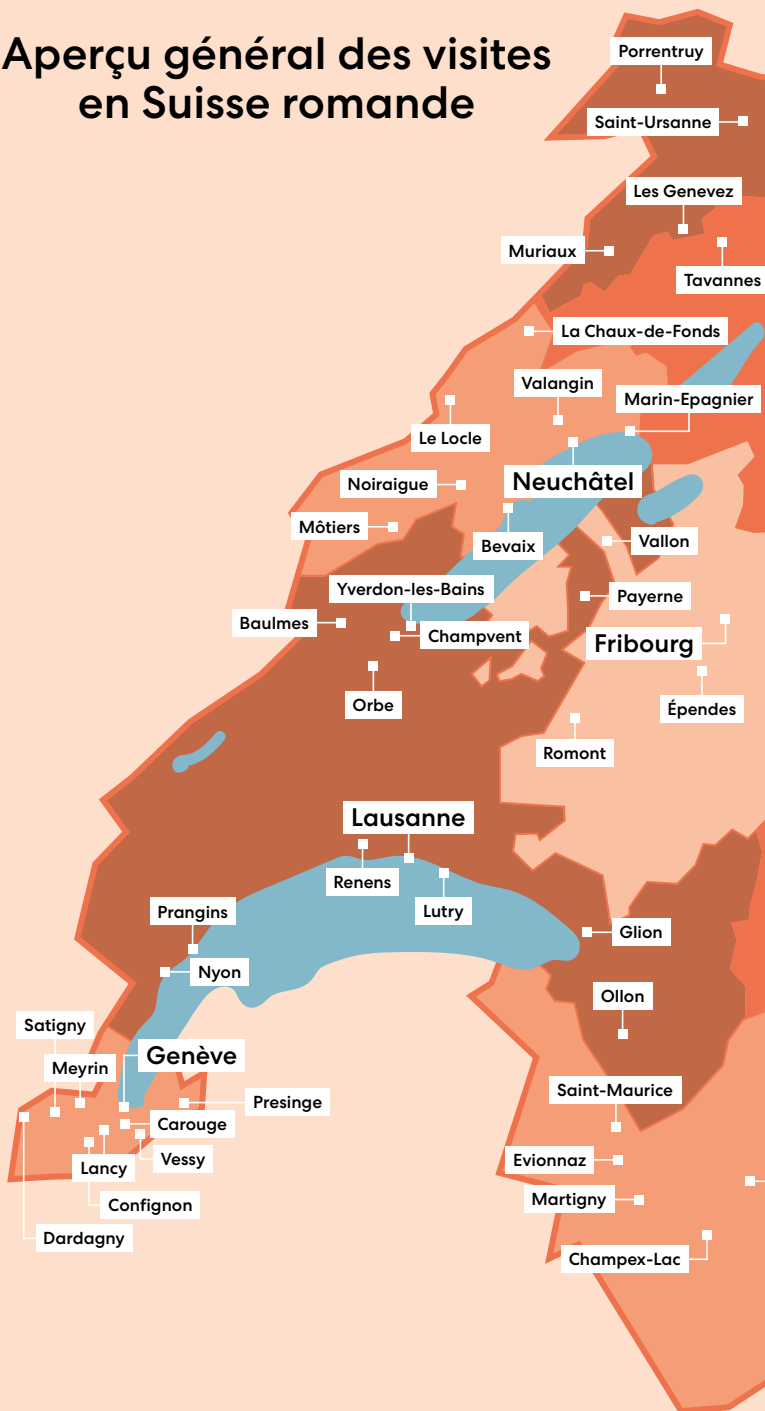 Aperçu général des visites
en Suisse romande
Porrentruy
Saint-Ursanne
Les Genevez
Muriaux
Tavannes
La Chaux-de-Fonds
Valangin
Marin-Epagnier
Le Locle
Neuchâtel
Noiraigue
Môtiers
Bevaix
Vallon
Yverdon-les-Bains
Payerne
Baulmes
Champvent
Fribourg
Orbe
Épendes
Romont
Lausanne
Renens
Lutry
Prangins
Glion
Nyon
Ollon
Satigny
Genève
Meyrin
Saint-Maurice
Presinge
Carouge
Vessy
Evionnaz
Lancy
Martigny
Confignon
Dardagny
Champex-Lac